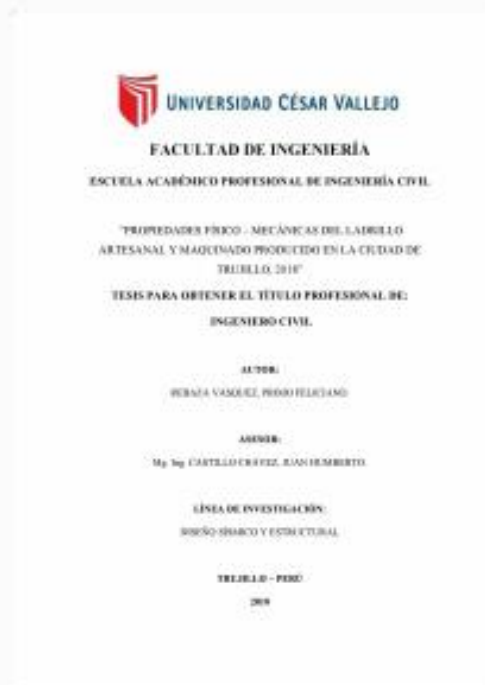 UNIVERSIDAD CÉSAR VALLEJO
FACULTAD DE INGENIERÍA
ESCUELA ACADÉMICO PROFESIONAL DE INGENIERÍA CIVIL
"PROPIEDADES FÍSICO – MECÁNICAS DEL LADRILLO
ARTESANAL Y MAQUINADO PRODUCIDO EN LA CIUDAD DE
TRUJILLO, 2018"
TESIS PARA OBTENER EL TÍTULO PROFESIONAL DE:
INGENIERO CIVIL
AUTOR:
VASQUEZ, FELICIANO
ASESOR:
Mg. Ing. CASTILLO CHÁVEZ, JUAN HUMBERTO
LÍNEA DE INVESTIGACIÓN:
DISEÑO SÍSMICO Y ESTRUCTURAL
TRUJILLO – PERÚ